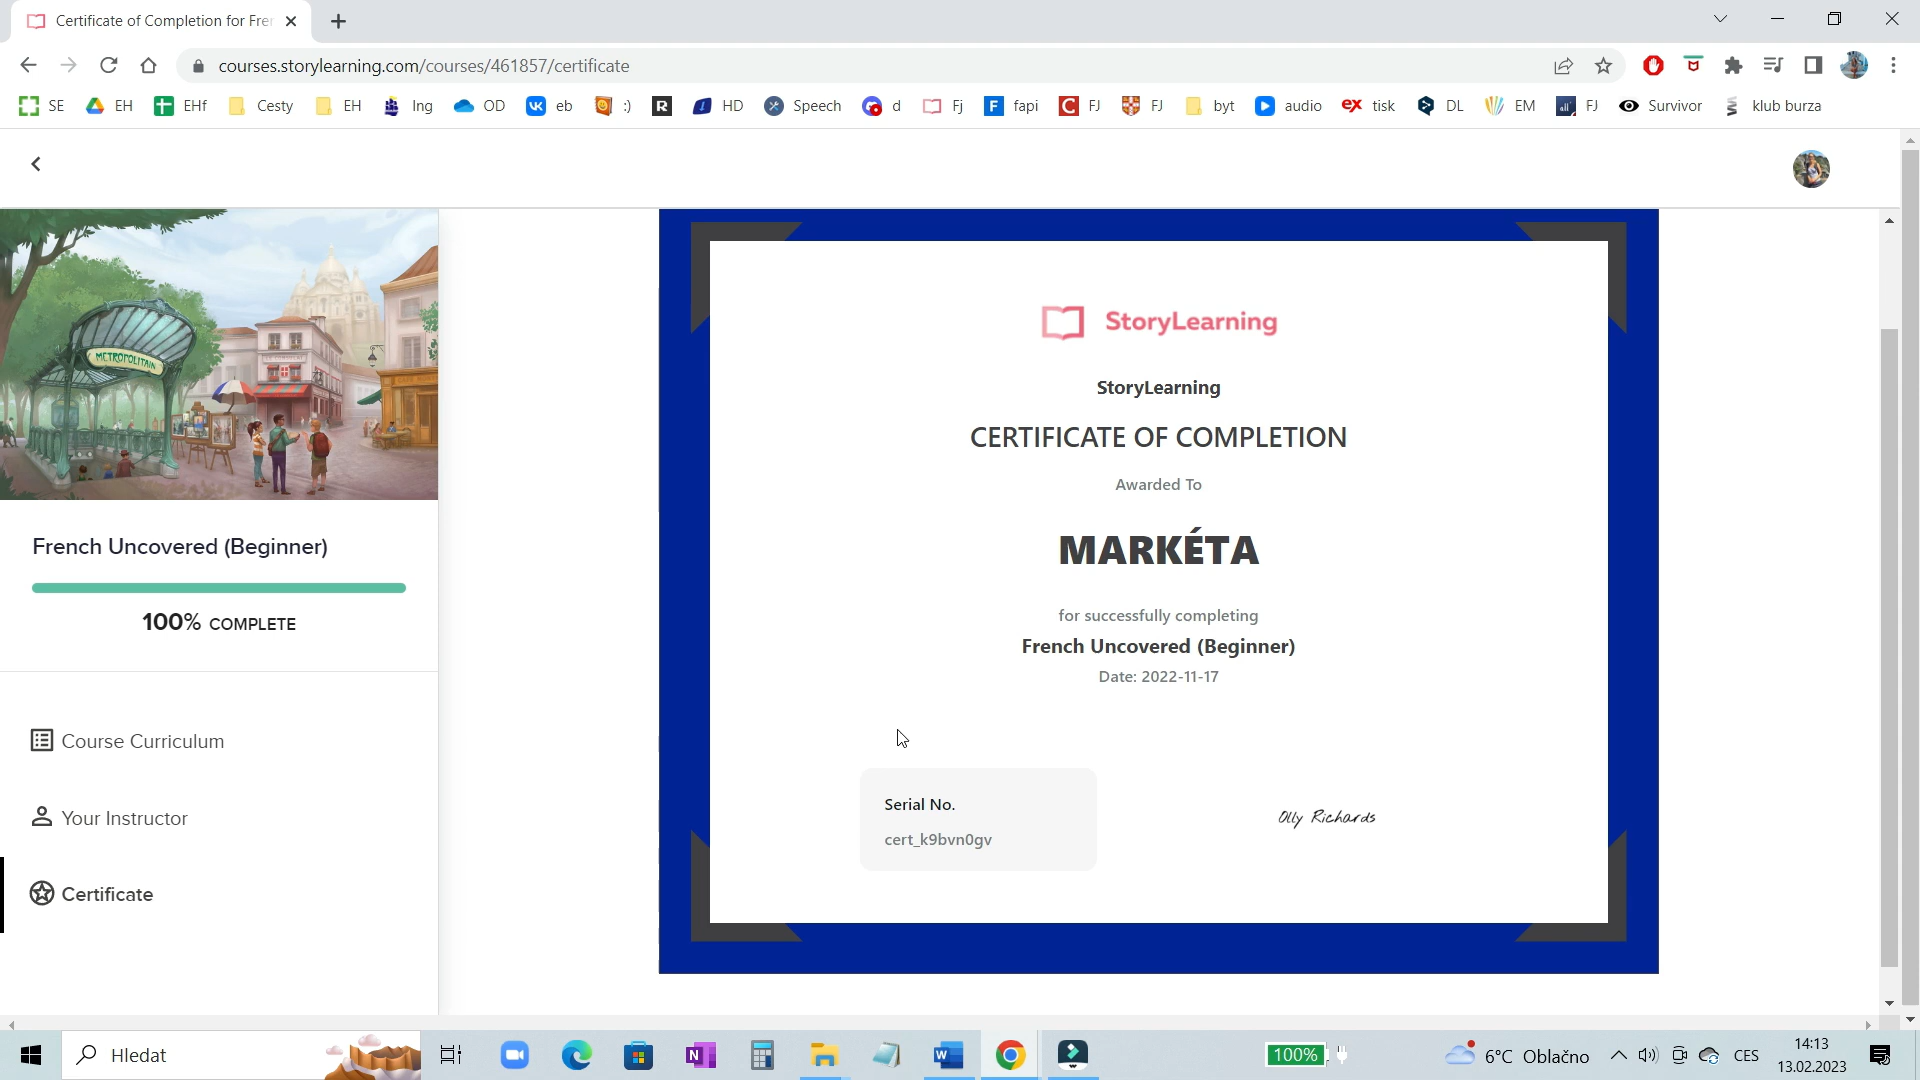 Certificate of Completion for Fre
courses.storylearning.com/courses/461857/certificate
SE EH EHf Cesty EH Ing OD eb :) R HD Speech d Fj fapi FJ FJ byt audio tisk DL EM FJ Survivor klub burza
METROPOLITAIN
French Uncovered (Beginner)
100% COMPLETE
Course Curriculum
Your Instructor
Certificate
StoryLearning
StoryLearning
CERTIFICATE OF COMPLETION
Awarded To
MARKÉTA
for successfully completing
French Uncovered (Beginner)
Date: 2022-11-17
Serial No.
cert_k9bvn0gv
Olly Richards
Hledat
100%
6°C Oblačno
CES
14:13
13.02.2023